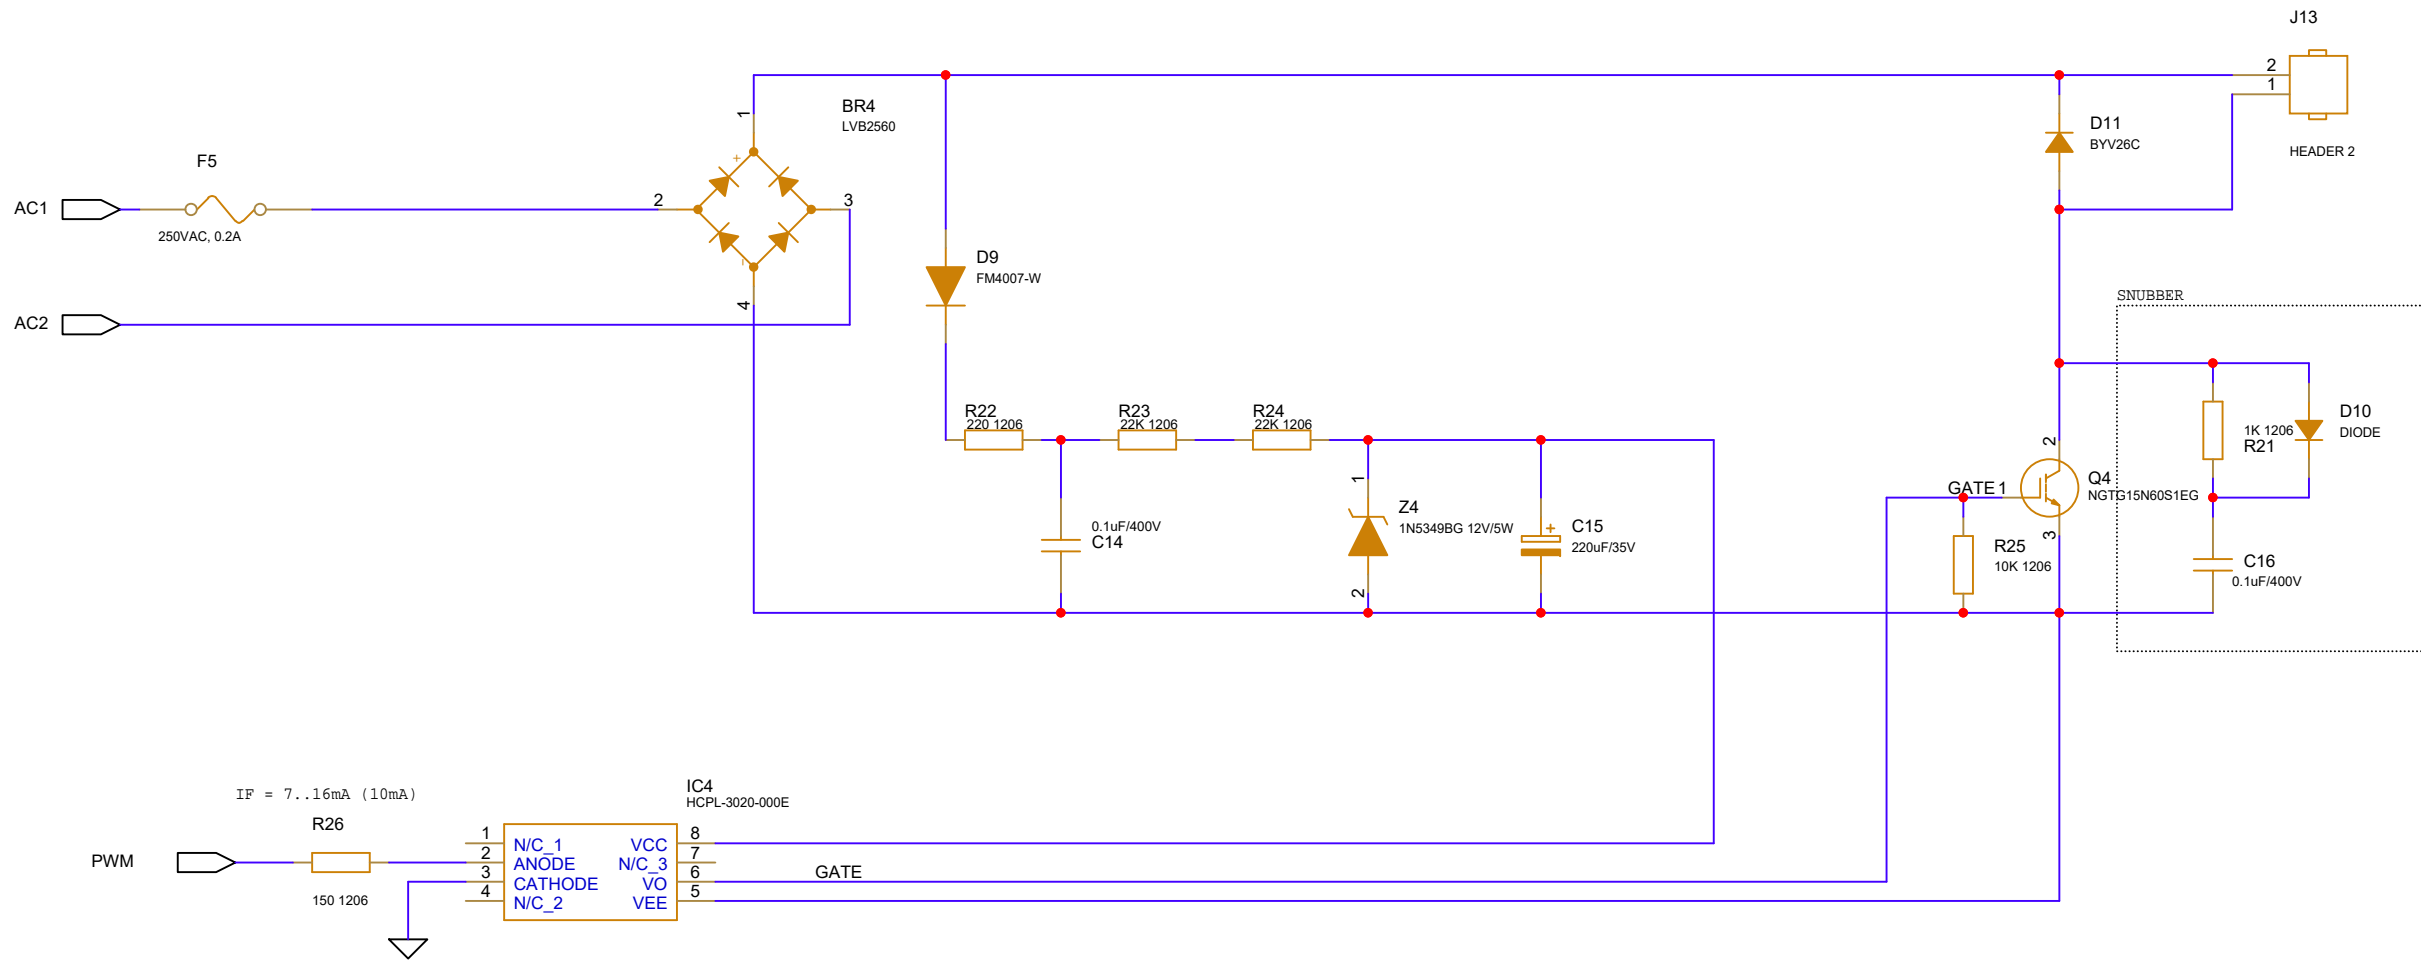 J13
2
1
HEADER 2
D11
BYV26C
BR4
LVB2560
1
+
2
3
-
4
F5
250VAC, 0.2A
AC1
AC2
D9
FM4007-W
SNUBBER
R22
220 1206
R23
22K 1206
R24
22K 1206
0.1uF/400V
C14
1
Z4
1N5349BG 12V/5W
2
+
C15
220uF/35V
GATE 1
2
Q4
NGTG15N60S1EG
3
R25
10K 1206
1K 1206
R21
D10
DIODE
C16
0.1uF/400V
IF = 7..16mA (10mA)
R26
150 1206
PWM
IC4
HCPL-3020-000E
1 N/C_1 VCC 8
2 ANODE N/C_3 7
3 CATHODE VO 6
4 N/C_2 VEE 5
GATE